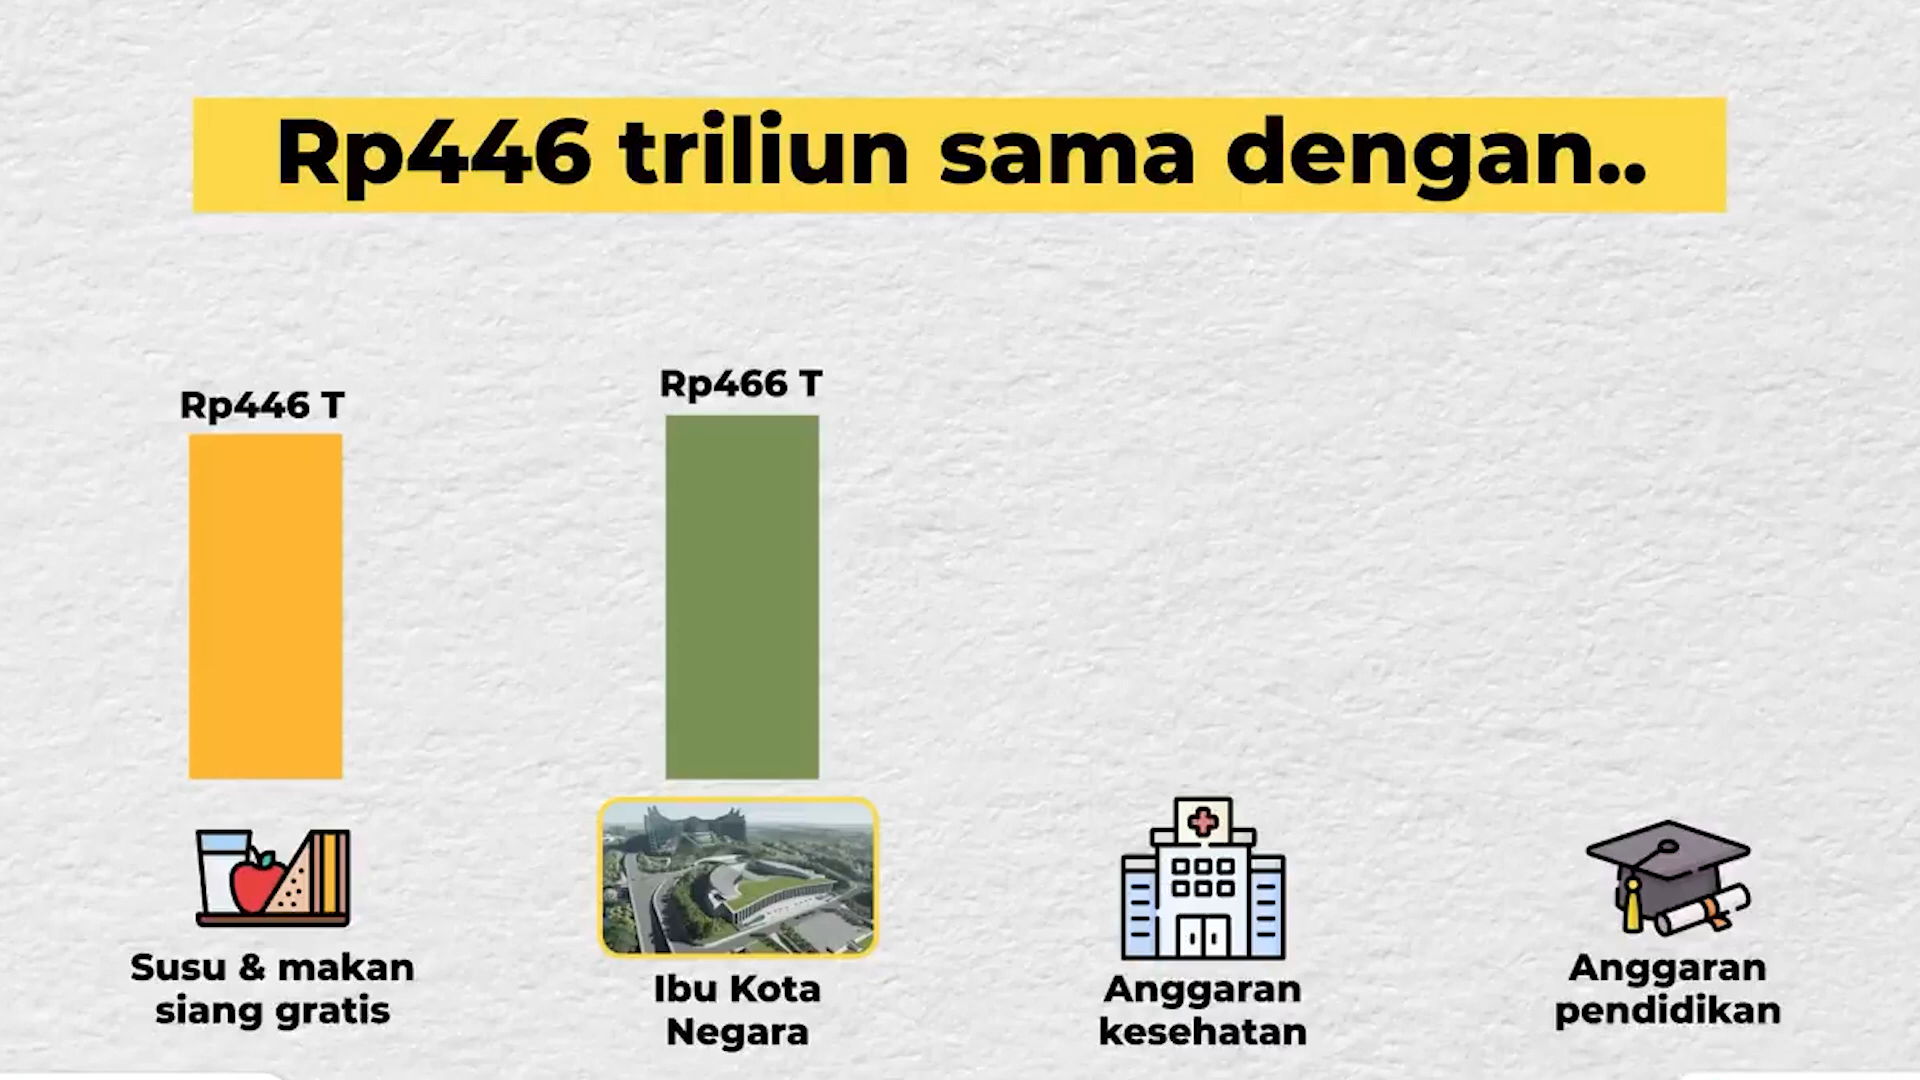 Rp446 triliun sama dengan..
Rp446 T
Rp466 T
Susu & makan
siang gratis
Ibu Kota
Negara
Anggaran
kesehatan
Anggaran
pendidikan